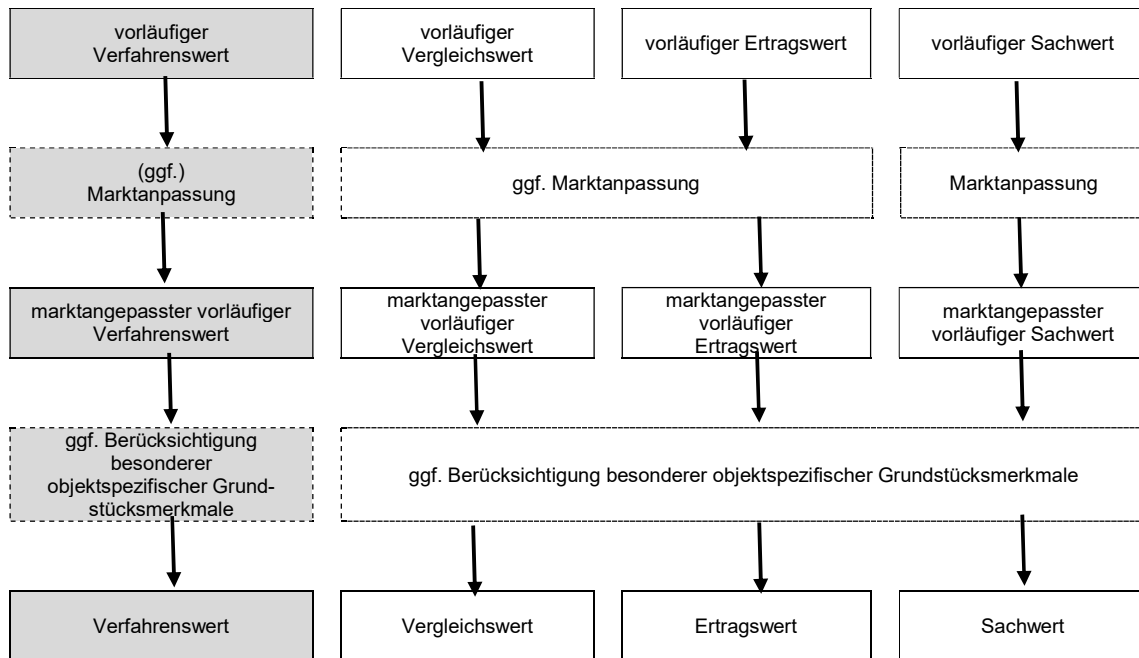 vorläufiger
Verfahrenswert
vorläufiger
Vergleichswert
vorläufiger Ertragswert
vorläufiger Sachwert
(ggf.)
Marktanpassung
ggf. Marktanpassung
Marktanpassung
marktangepasster vorläufiger
Verfahrenswert
marktangepasster
vorläufiger
Vergleichswert
marktangepasster
vorläufiger
Ertragswert
marktangepasster
vorläufiger Sachwert
ggf. Berücksichtigung
besonderer
objektspezifischer Grund-
stücksmerkmale
ggf. Berücksichtigung besonderer objektspezifischer Grundstücksmerkmale
Verfahrenswert
Vergleichswert
Ertragswert
Sachwert